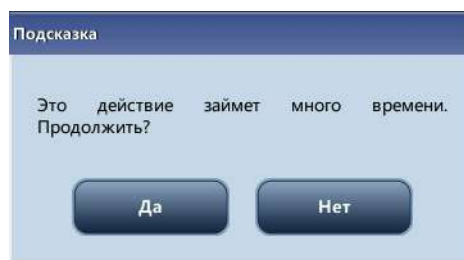 Подсказка
Это действие займет много времени.
Продолжить?
Да
Нет